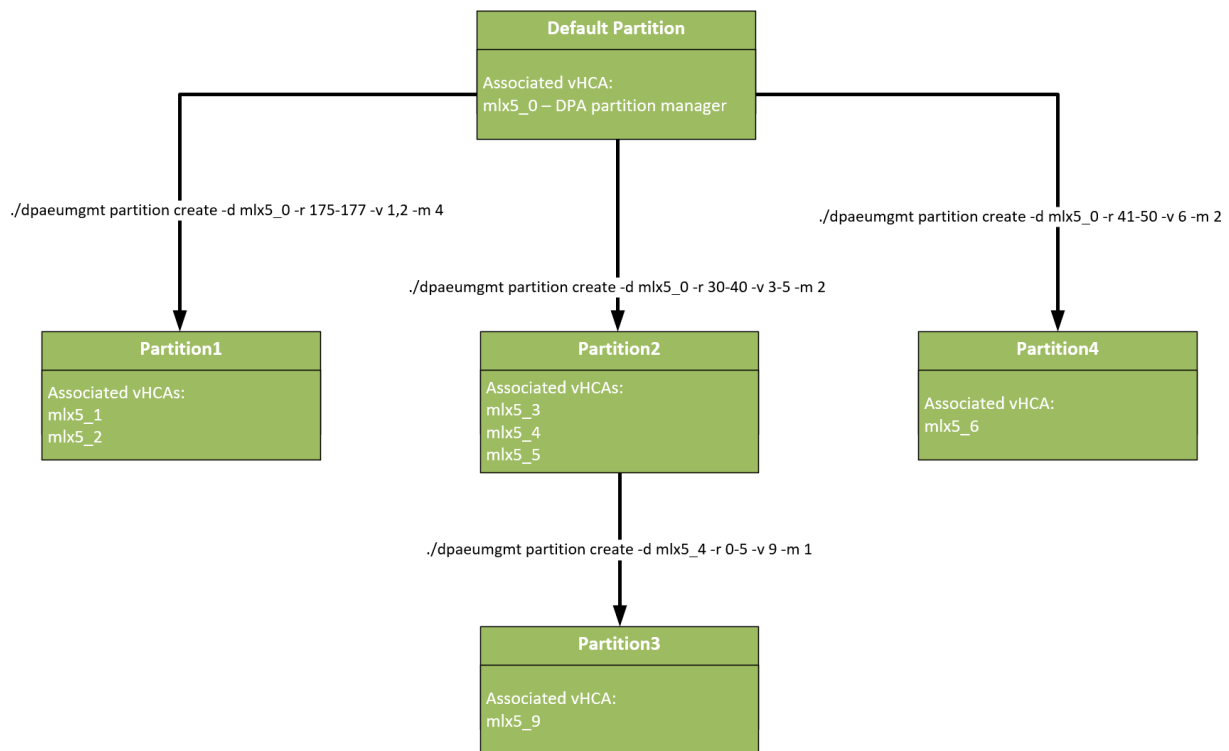 Default Partition
Associated vHCA:
mlx5_0 – DPA partition manager
./dpaeumgmt partition create -d mlx5_0 -r 175-177 -v 1,2 -m 4
./dpaeumgmt partition create -d mlx5_0 -r 41-50 -v 6 -m 2
./dpaeumgmt partition create -d mlx5_0 -r 30-40 -v 3-5 -m 2
Partition1
Associated vHCAs:
mlx5_1
mlx5_2
Partition2
Associated vHCAs:
mlx5_3
mlx5_4
mlx5_5
Partition4
Associated vHCA:
mlx5_6
./dpaeumgmt partition create -d mlx5_4 -r 0-5 -v 9 -m 1
Partition3
Associated vHCA:
mlx5_9